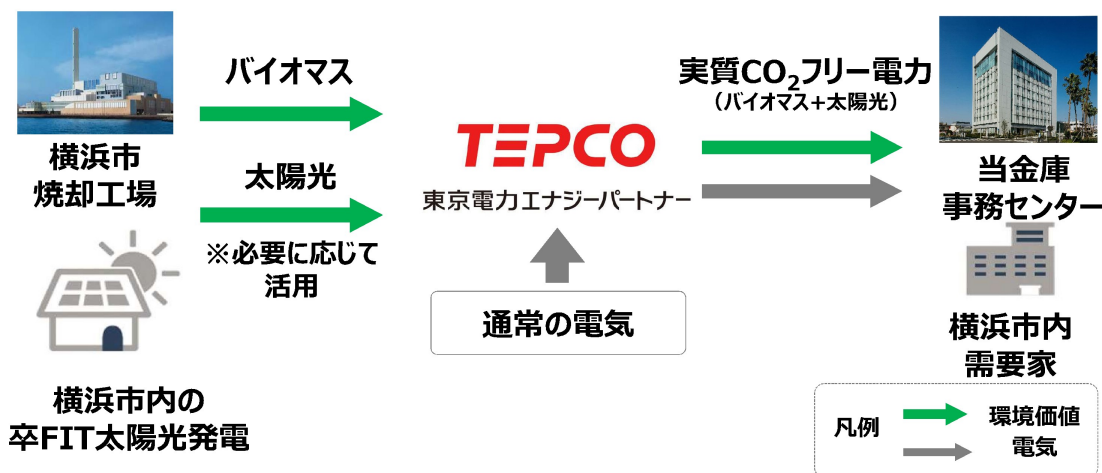 バイオマス
横浜市
焼却工場
太陽光
※必要に応じて
活用
横浜市内の
卒FIT太陽光発電
TEPCO
東京電力エナジーパートナー
通常の電気
実質CO₂フリー電力
（バイオマス+太陽光）
当金庫
事務センター
横浜市内
需要家
凡例
環境価値
電気